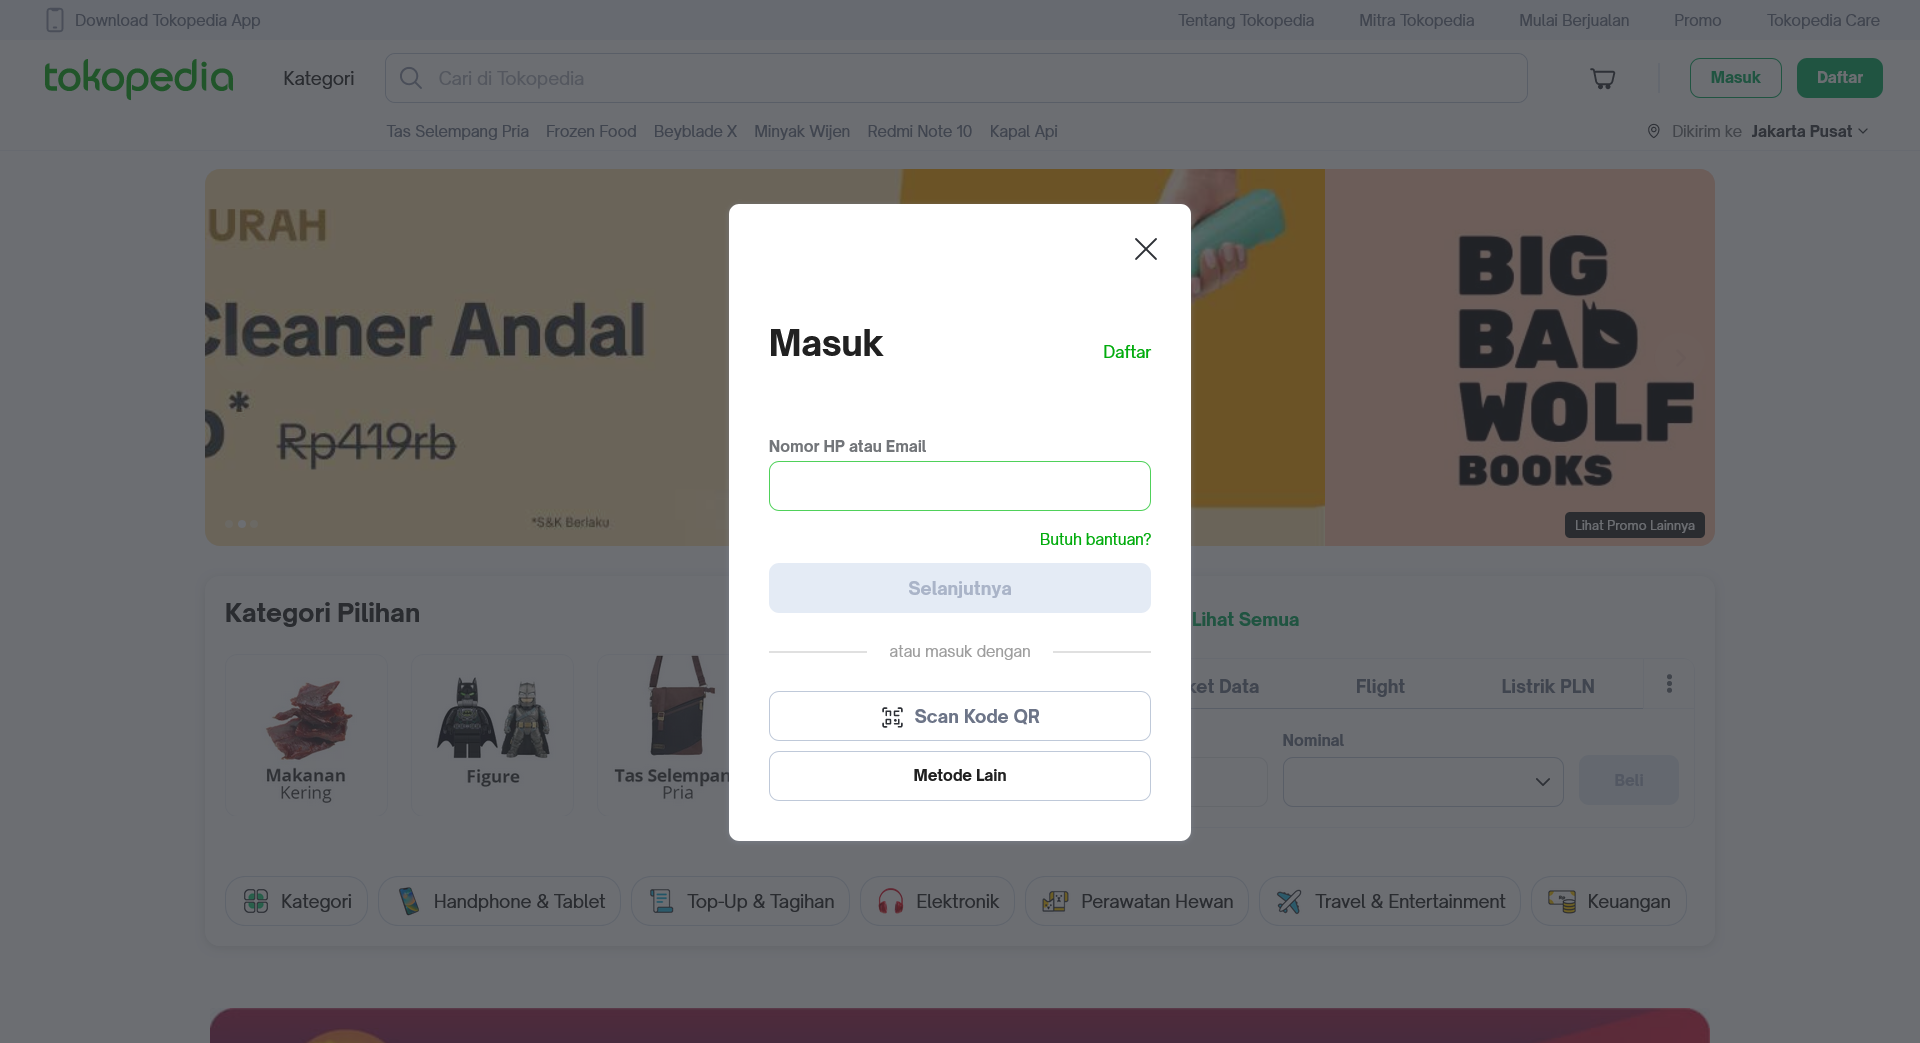 Download Tokopedia App
Tentang Tokopedia
Mitra Tokopedia
Mulai Berjualan
Promo
Tokopedia Care
tokopedia
Kategori
Cari di Tokopedia
Masuk
Daftar
Tas Selempang Pria
Frozen Food
Beyblade X
Minyak Wijen
Redmi Note 10
Kapal Api
Dikirim ke Jakarta Pusat
URAH
Cleaner Andal
Rp419rb
*S&K Berlaku
BIG
BAD
WOLF
BOOKS
Lihat Promo Lainnya
Masuk
Daftar
Nomor HP atau Email
Butuh bantuan?
Selanjutnya
atau masuk dengan
Scan Kode QR
Metode Lain
Kategori Pilihan
Lihat Semua
Makanan
Kering
Figure
Tas Selempan
Pria
ket Data
Flight
Listrik PLN
Nominal
Beli
Kategori
Handphone & Tablet
Top-Up & Tagihan
Elektronik
Perawatan Hewan
Travel & Entertainment
Keuangan